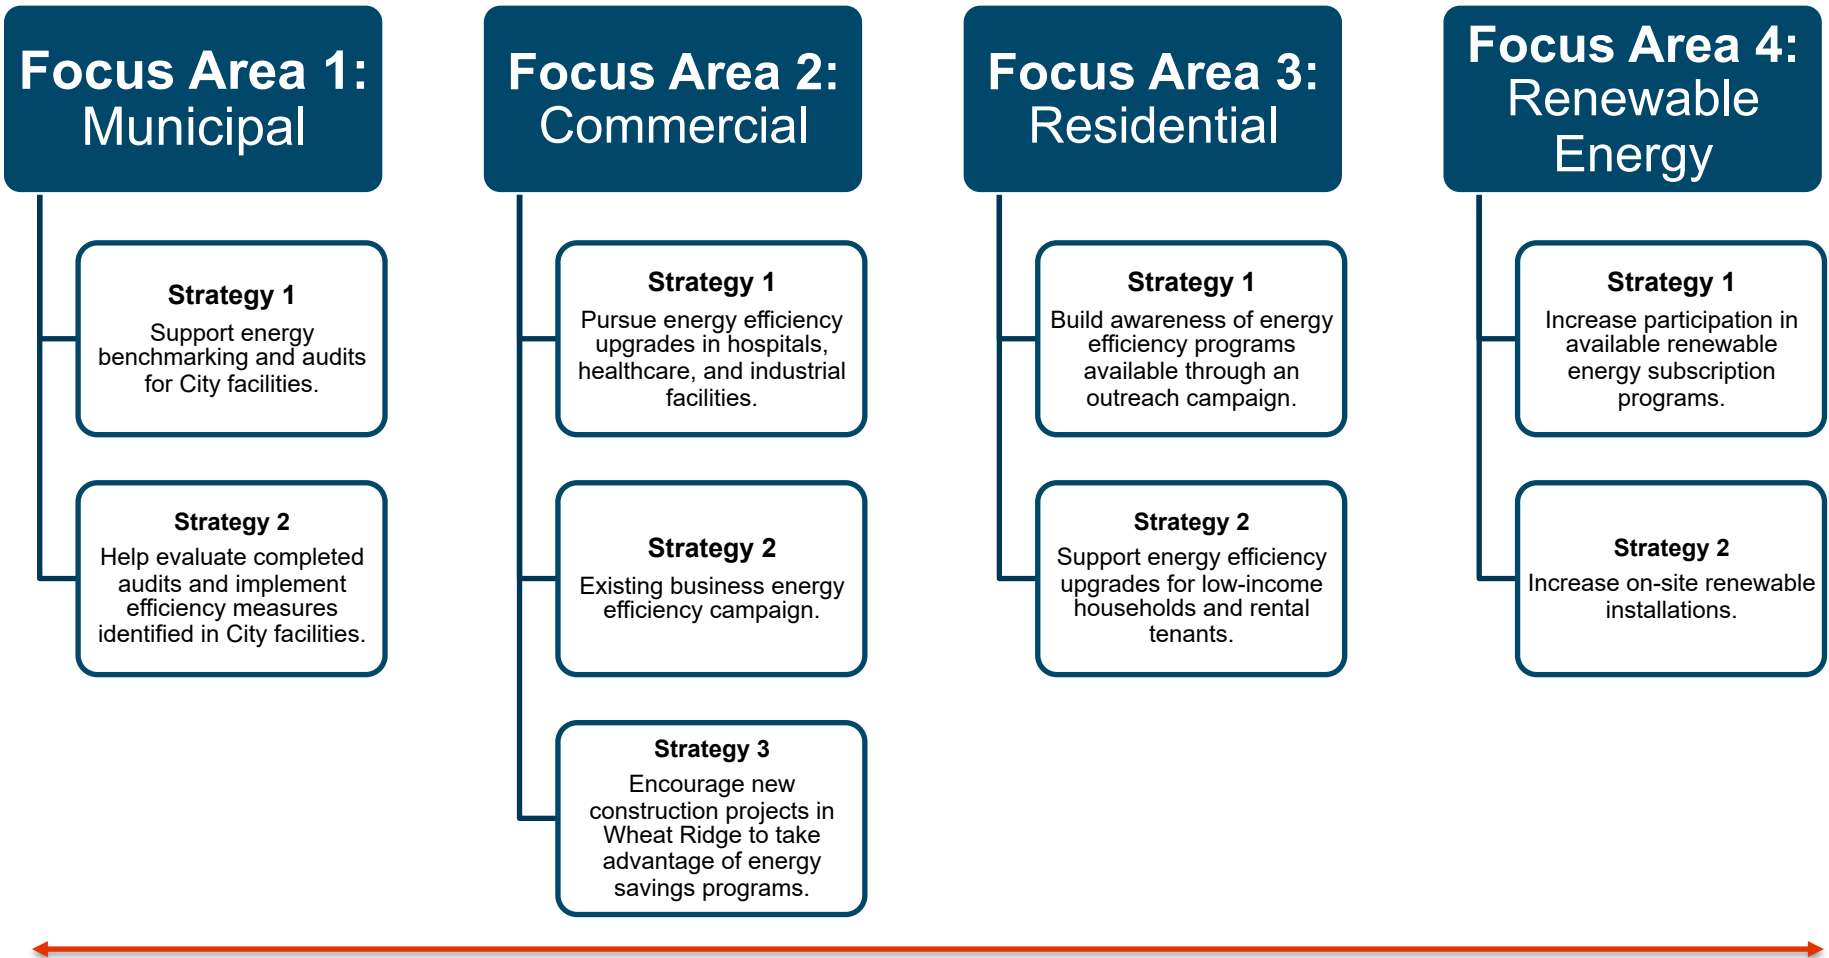 Focus Area 1:
Municipal
Strategy 1
Support energy
benchmarking and audits
for City facilities.
Strategy 2
Help evaluate completed
audits and implement
efficiency measures
identified in City facilities.
Focus Area 2:
Commercial
Strategy 1
Pursue energy efficiency
upgrades in hospitals,
healthcare, and industrial
facilities.
Strategy 2
Existing business energy
efficiency campaign.
Strategy 3
Encourage new
construction projects in
Wheat Ridge to take
advantage of energy
savings programs.
Focus Area 3:
Residential
Strategy 1
Build awareness of energy
efficiency programs
available through an
outreach campaign.
Strategy 2
Support energy efficiency
upgrades for low-income
households and rental
tenants.
Focus Area 4:
Renewable
Energy
Strategy 1
Increase participation in
available renewable
energy subscription
programs.
Strategy 2
Increase on-site renewable
installations.